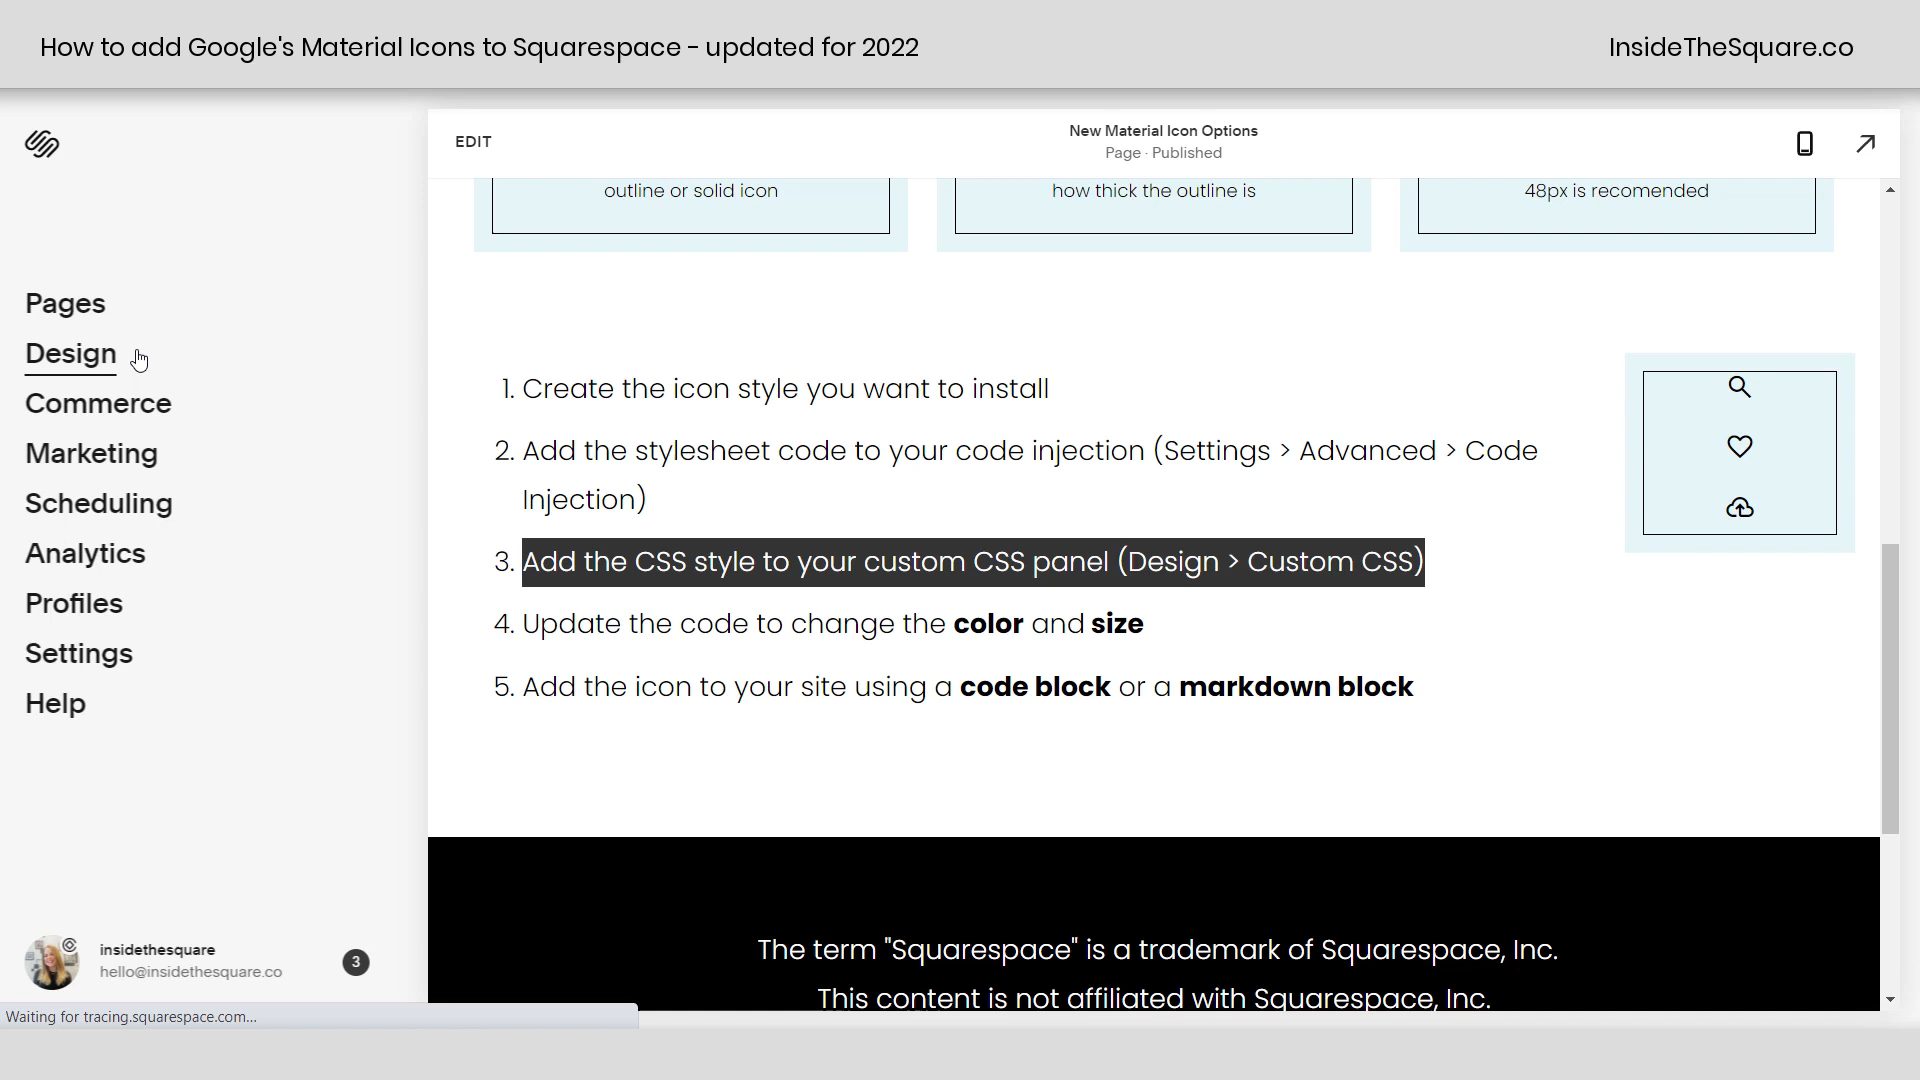 How to add Google's Material Icons to Squarespace - updated for 2022
InsideTheSquare.co
EDIT
New Material Icon Options
Page · Published
outline or solid icon
how thick the outline is
48px is recomended
Pages
Design
Commerce
Marketing
Scheduling
Analytics
Profiles
Settings
Help
1. Create the icon style you want to install
2. Add the stylesheet code to your code injection (Settings > Advanced > Code
Injection)
3. Add the CSS style to your custom CSS panel (Design > Custom CSS)
4. Update the code to change the color and size
5. Add the icon to your site using a code block or a markdown block
The term "Squarespace" is a trademark of Squarespace, Inc.
This content is not affiliated with Squarespace, Inc.
insidethesquare
hello@insidethesquare.co
3
Waiting for tracing.squarespace.com...